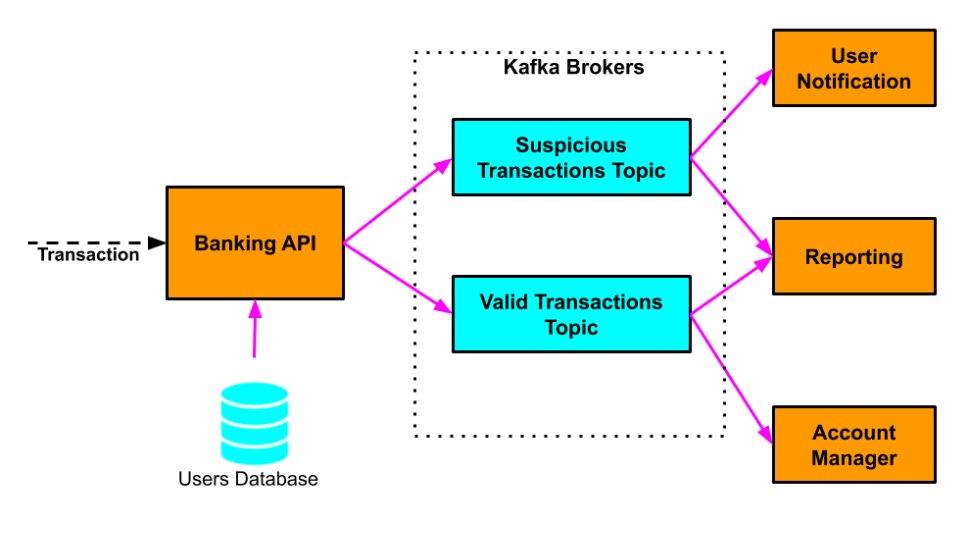 User
Notification
Kafka Brokers
Suspicious
Transactions Topic
Banking API
Transaction
Reporting
Valid Transactions
Topic
Account
Manager
Users Database